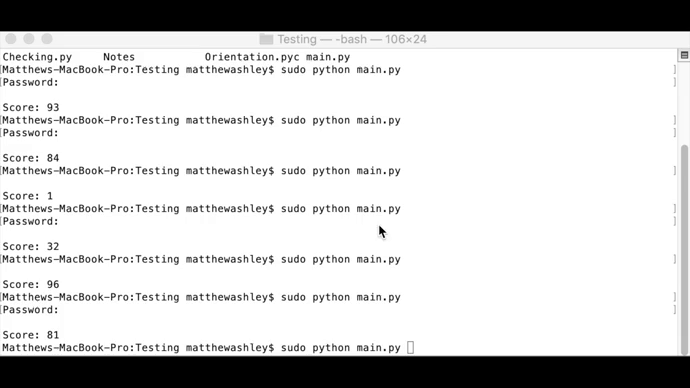 Testing — -bash — 106×24
Checking.py     Notes           Orientation.pyc main.py
[Matthews-MacBook-Pro:Testing matthewashley$ sudo python main.py ]
[Password: ]

Score: 93
[Matthews-MacBook-Pro:Testing matthewashley$ sudo python main.py ]
[Password: ]

Score: 84
[Matthews-MacBook-Pro:Testing matthewashley$ sudo python main.py ]

Score: 1
[Matthews-MacBook-Pro:Testing matthewashley$ sudo python main.py ]
[Password: ]

Score: 32
[Matthews-MacBook-Pro:Testing matthewashley$ sudo python main.py ]

Score: 96
[Matthews-MacBook-Pro:Testing matthewashley$ sudo python main.py ]
[Password: ]

Score: 81
Matthews-MacBook-Pro:Testing matthewashley$ sudo python main.py